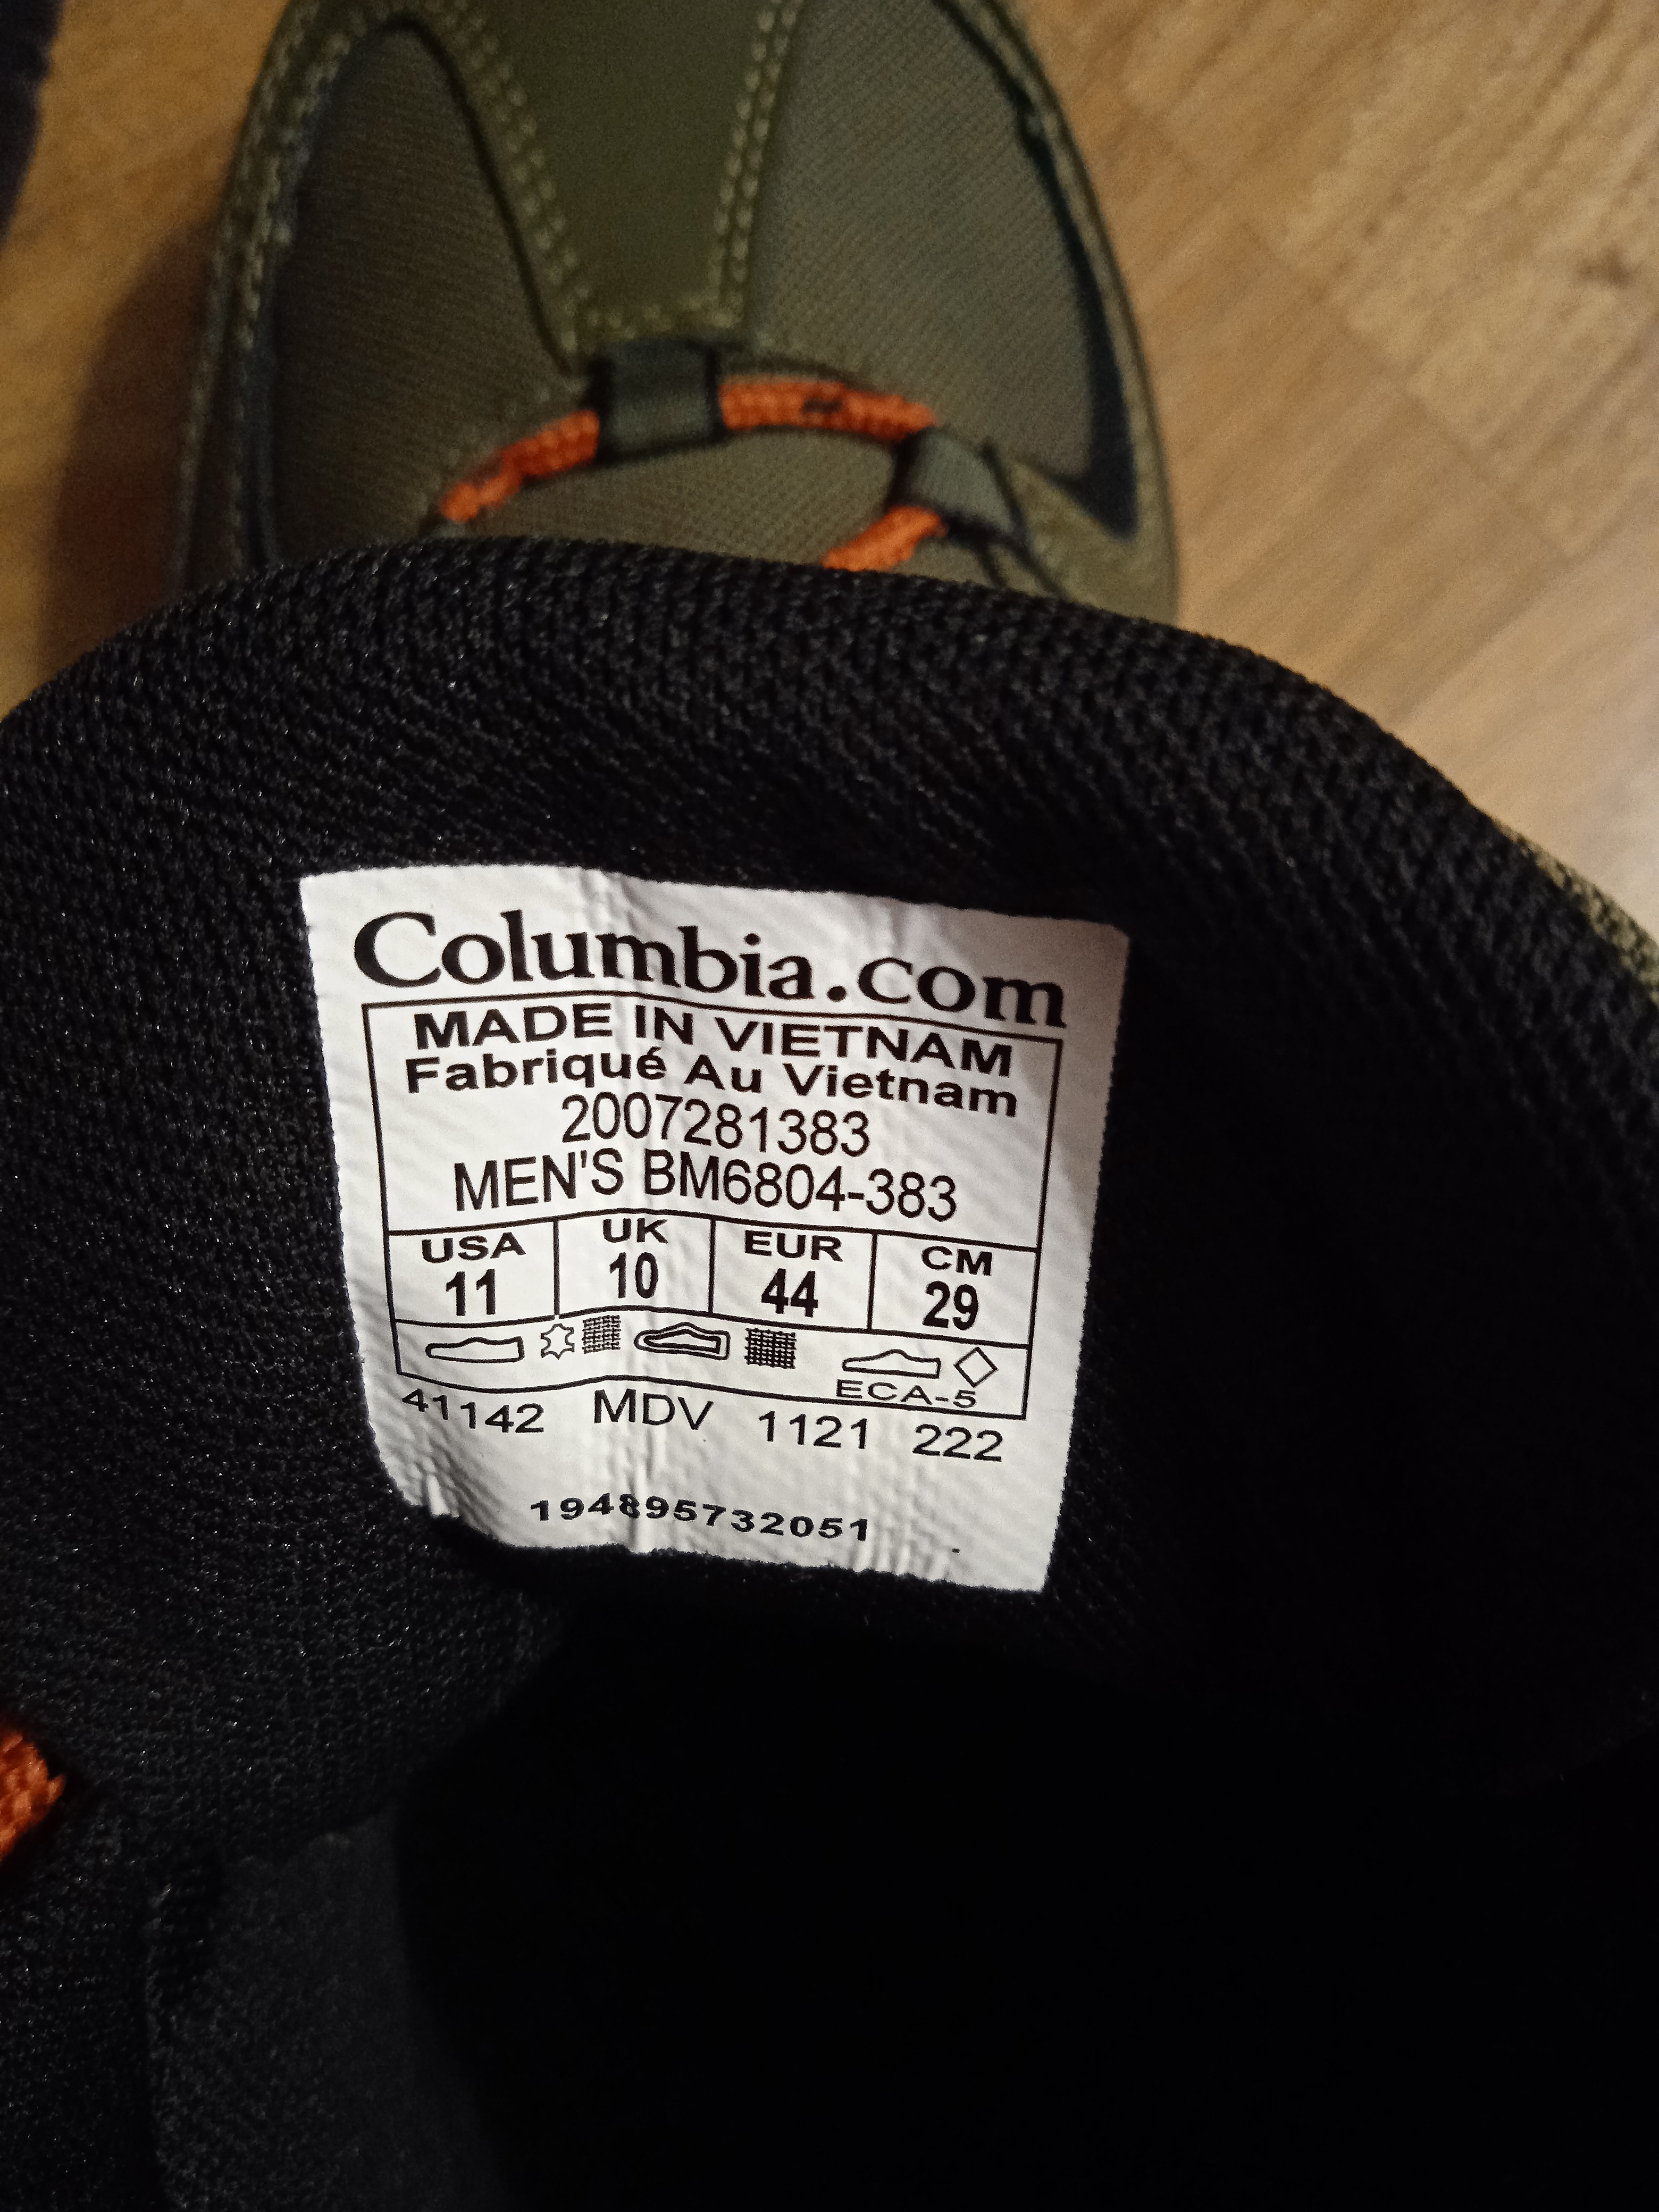 Columbia.com
MADE IN VIETNAM
Fabriqué Au Vietnam
2007281383
MEN'S BM6804-383
USA UK EUR CM
11 10 44 29
ECA-5
41142 MDV 1121 222
194895732051